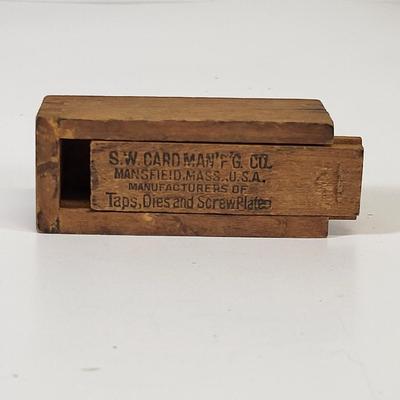 S.W. CARD MAN'F'G. CO.
MANSFIELD, MASS., U.S.A.
MANUFACTURERS OF
Taps, Dies and Screw Plates